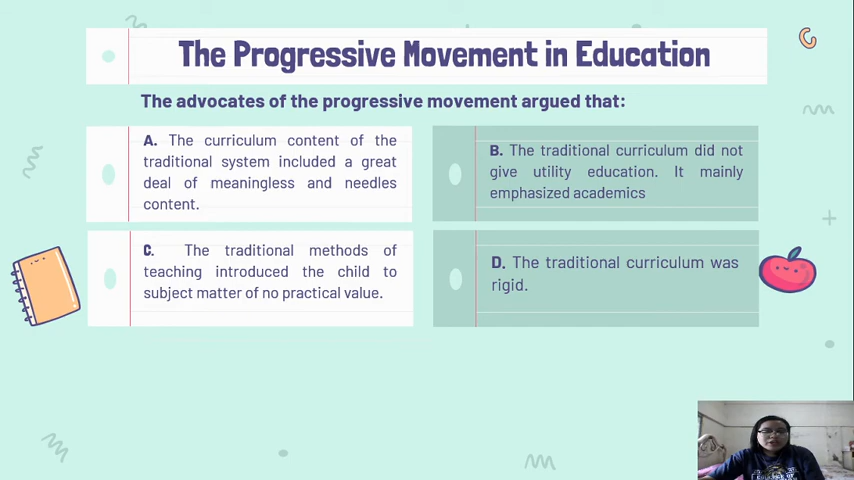 The Progressive Movement in Education
The advocates of the progressive movement argued that:
A. The curriculum content of the
traditional system included a great
deal of meaningless and needles
content.
B. The traditional curriculum did not
give utility education. It mainly
emphasized academics
C. The traditional methods of
teaching introduced the child to
subject matter of no practical value.
D. The traditional curriculum was
rigid.